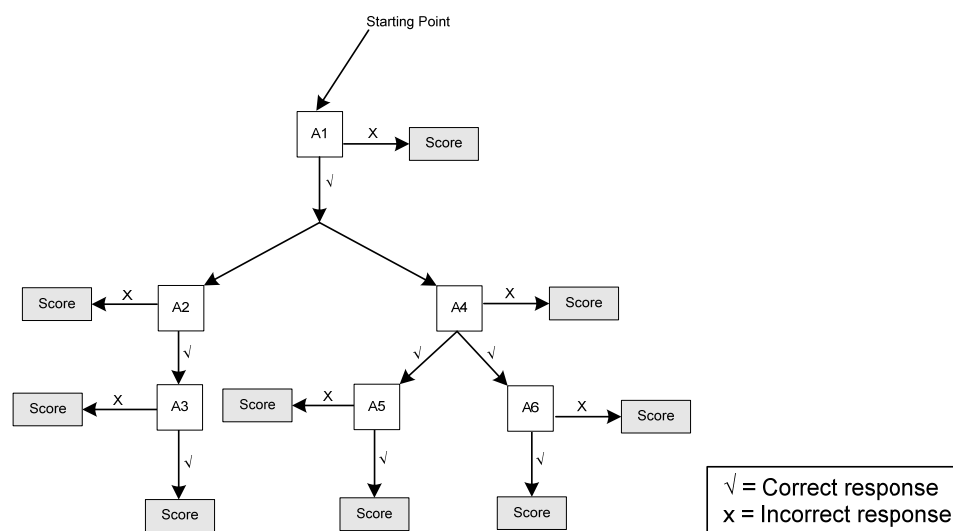 Starting Point
A1
X
Score
√
Score
X
A2
A4
X
Score
√
√
√
Score
X
A3
Score
X
A5
A6
X
Score
√
√
√
Score
Score
Score
√ = Correct response
x = Incorrect response